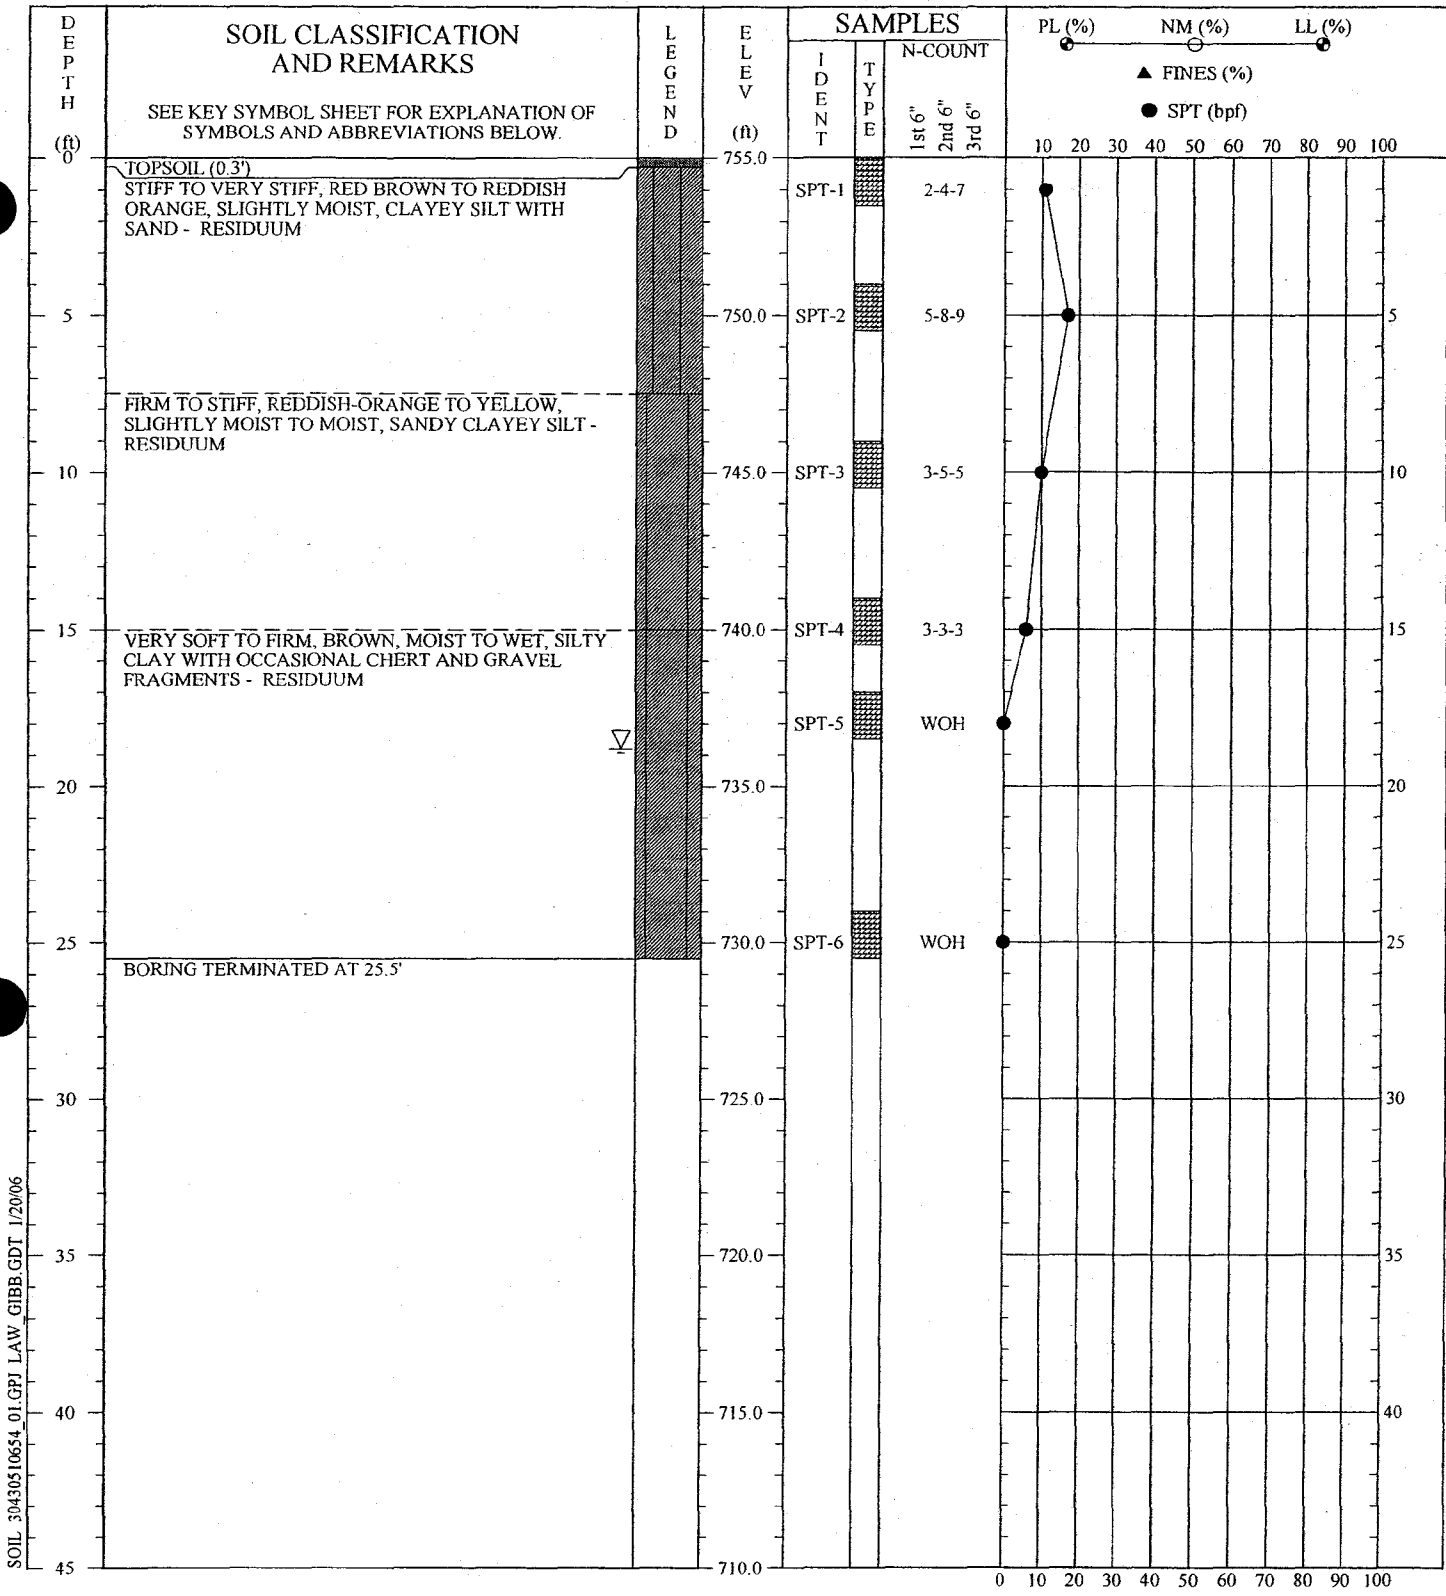 DEPTH (ft)
SOIL CLASSIFICATION
AND REMARKS
SEE KEY SYMBOL SHEET FOR EXPLANATION OF
SYMBOLS AND ABBREVIATIONS BELOW.
LEGEND
ELEV (ft)
SAMPLES
IDENT
TYPE
N-COUNT
1st 6"
2nd 6"
3rd 6"
PL (%) NM (%) LL (%)
▲ FINES (%)
● SPT (bpf)
10 20 30 40 50 60 70 80 90 100
0 755.0
TOPSOIL (0.3')
STIFF TO VERY STIFF, RED BROWN TO REDDISH
ORANGE, SLIGHTLY MOIST, CLAYEY SILT WITH
SAND - RESIDUUM
SPT-1 2-4-7
5 750.0 SPT-2 5-8-9 5
FIRM TO STIFF, REDDISH-ORANGE TO YELLOW,
SLIGHTLY MOIST TO MOIST, SANDY CLAYEY SILT -
RESIDUUM
10 745.0 SPT-3 3-5-5 10
15 740.0 SPT-4 3-3-3 15
VERY SOFT TO FIRM, BROWN, MOIST TO WET, SILTY
CLAY WITH OCCASIONAL CHERT AND GRAVEL
FRAGMENTS - RESIDUUM
SPT-5 WOH
20 735.0 20
25 730.0 SPT-6 WOH 25
BORING TERMINATED AT 25.5'
30 725.0 30
35 720.0 35
40 715.0 40
45 710.0
0 10 20 30 40 50 60 70 80 90 100
SOIL 30430510654_01.GPJ LAW_GIBB.GDT 1/20/06